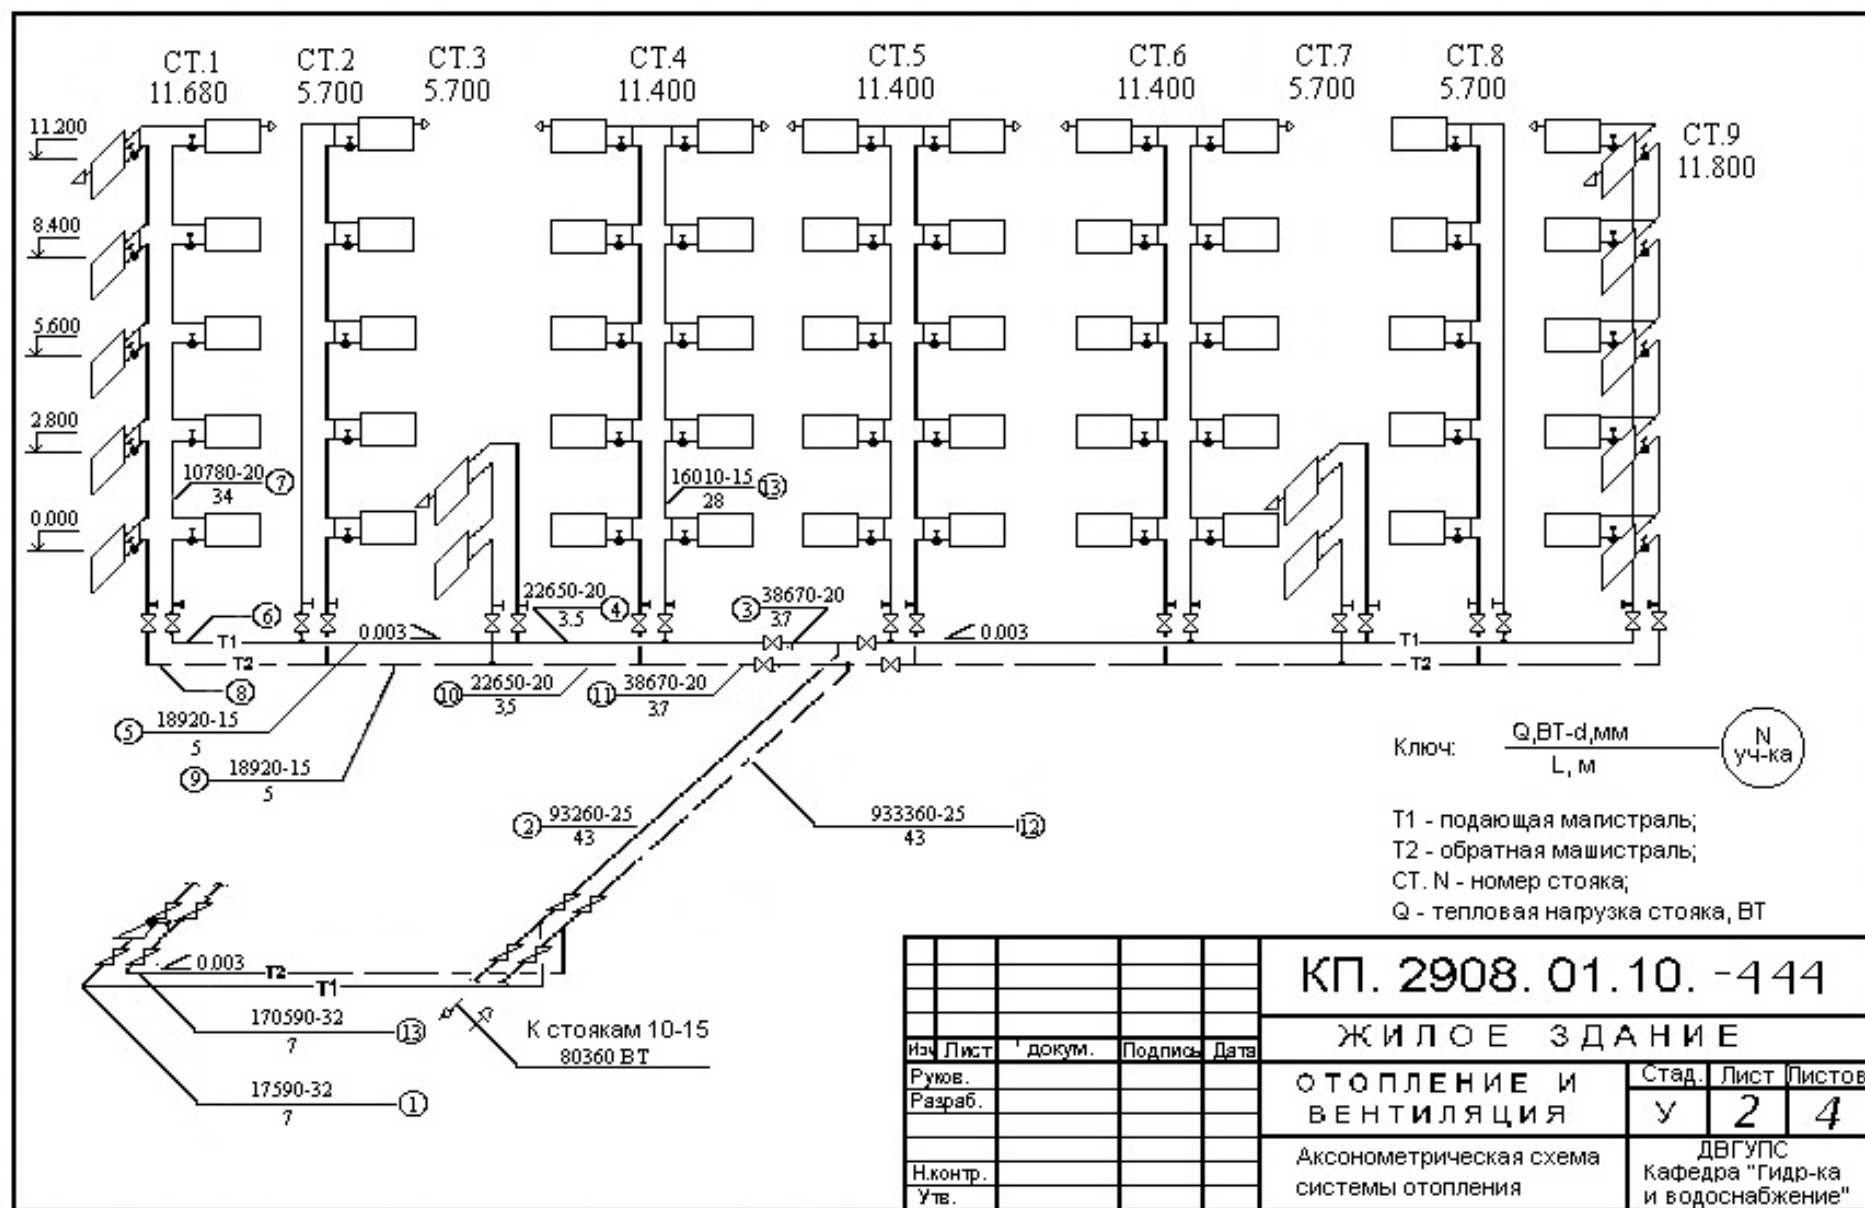 СТ.1
11.680
СТ.2
5.700
СТ.3
5.700
СТ.4
11.400
СТ.5
11.400
СТ.6
11.400
СТ.7
5.700
СТ.8
5.700
СТ.9
11.800
11.200
8.400
5.600
2.800
0.000
10780-20
34
7
16010-15
28
13
22650-20
3.5
4
3
38670-20
37
6
Т1
0.003
0.003
Т1
Т2
Т2
8
10
22650-20
3,5
11
38670-20
37
5
18920-15
5
9
18920-15
5
2
93260-25
43
933360-25
43
12
Ключ:
Q,ВТ-d,мм
L, м
N
уч-ка
Т1 - подающая магистраль;
Т2 - обратная машистраль;
СТ. N - номер стояка;
Q - тепловая нагрузка стояка, ВТ
0.003
Т2
Т1
170590-32
7
13
К стоякам 10-15
80360 ВТ
17590-32
7
1
КП. 2908. 01.10. -444
ЖИЛОЕ ЗДАНИЕ
Изч Лист докум. Подпись Дата
Руков.
Разраб.
Н.контр.
Утв.
ОТОПЛЕНИЕ И
ВЕНТИЛЯЦИЯ
Стад. Лист Листов
У 2 4
Аксонометрическая схема
системы отопления
ДВГУПС
Кафедра "Гидр-ка
и водоснабжение"